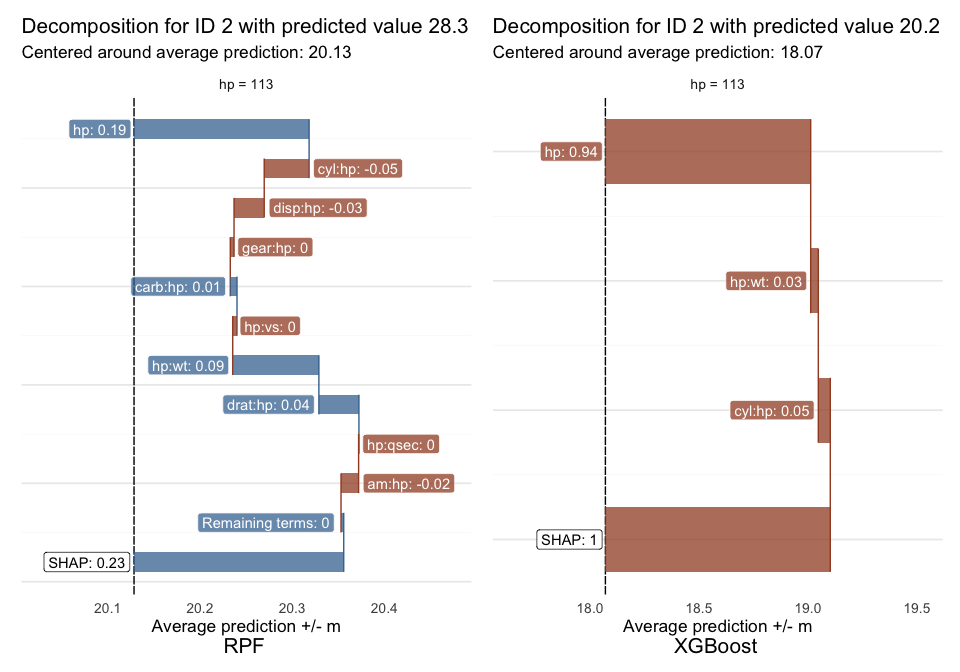 Decomposition for ID 2 with predicted value 28.3
Centered around average prediction: 20.13
hp = 113
hp: 0.19
cyl:hp: -0.05
disp:hp: -0.03
gear:hp: 0
carb:hp: 0.01
hp:vs: 0
hp:wt: 0.09
drat:hp: 0.04
hp:qsec: 0
am:hp: -0.02
Remaining terms: 0
SHAP: 0.23
20.1 20.2 20.3 20.4
Average prediction +/- m
RPF
Decomposition for ID 2 with predicted value 20.2
Centered around average prediction: 18.07
hp = 113
hp: 0.94
hp:wt: 0.03
cyl:hp: 0.05
SHAP: 1
18.0 18.5 19.0 19.5
Average prediction +/- m
XGBoost